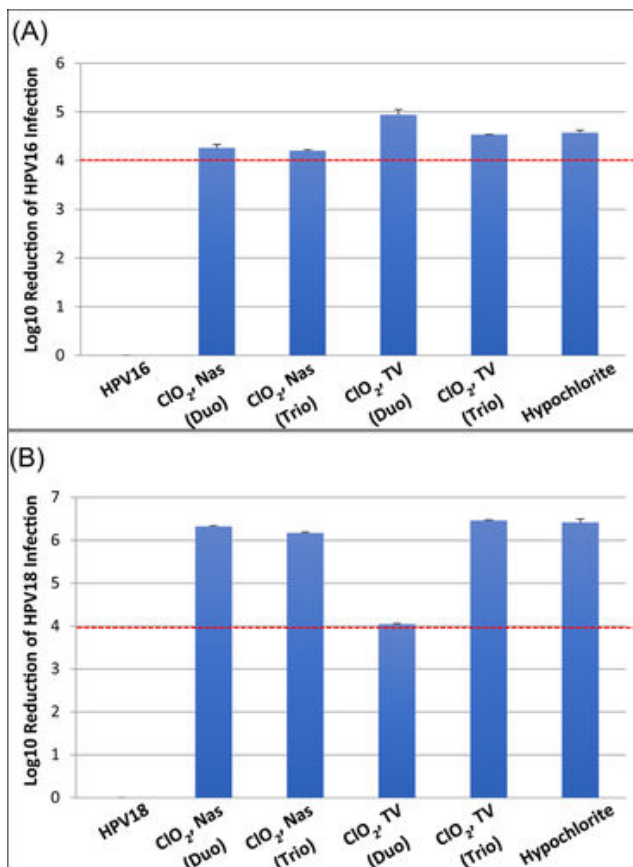 (A)
Log10 Reduction of HPV16 Infection
6
5
4
3
2
1
0
HPV16
ClO2, Nas
(Duo)
ClO2, Nas
(Trio)
ClO2, TV
(Duo)
ClO2, TV
(Trio)
Hypochlorite
(B)
Log10 Reduction of HPV18 Infection
7
6
5
4
3
2
1
0
HPV18
ClO2, Nas
(Duo)
ClO2, Nas
(Trio)
ClO2, TV
(Duo)
ClO2, TV
(Trio)
Hypochlorite